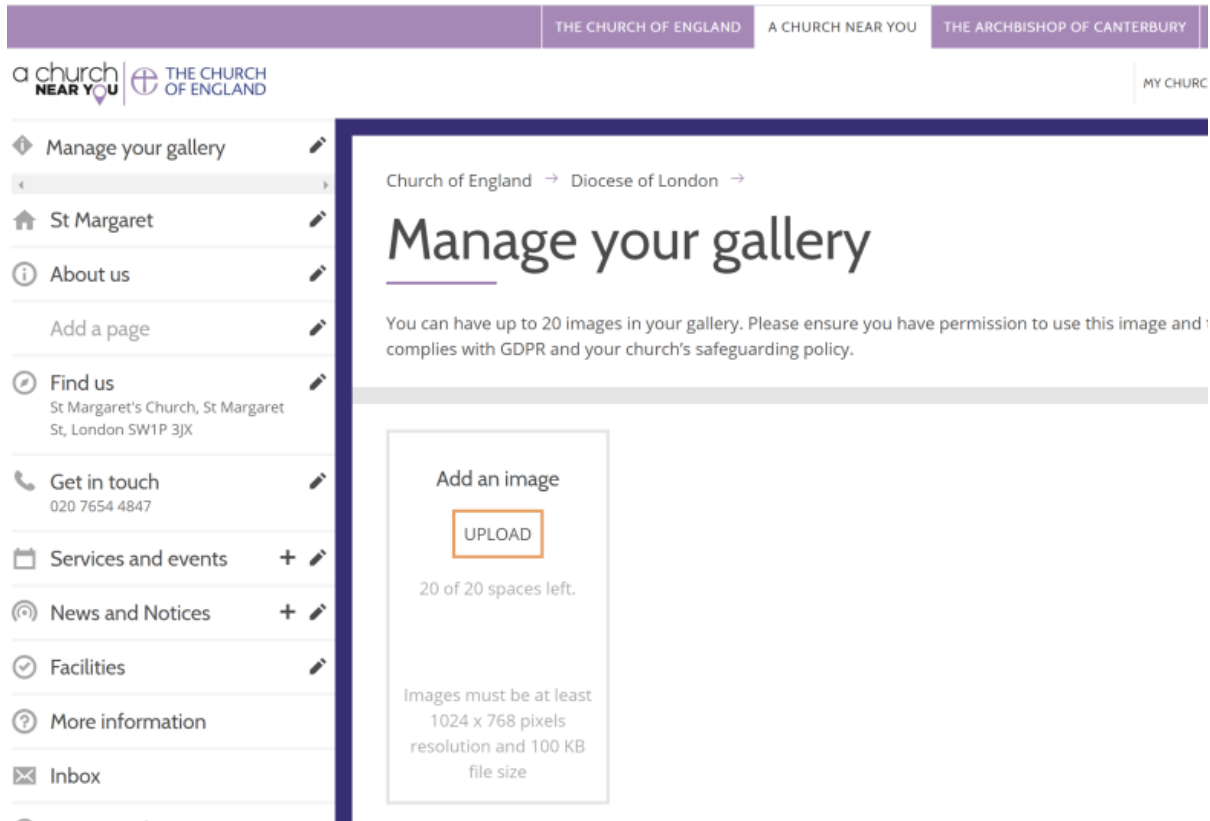 THE CHURCH OF ENGLAND
A CHURCH NEAR YOU
THE ARCHBISHOP OF CANTERBURY
a church
NEAR YOU
THE CHURCH
OF ENGLAND
MY CHURC
Manage your gallery
St Margaret
About us
Add a page
Find us
St Margaret's Church, St Margaret
St, London SW1P 3JX
Get in touch
020 7654 4847
Services and events
News and Notices
Facilities
More information
Inbox
Church of England → Diocese of London →
Manage your gallery
You can have up to 20 images in your gallery. Please ensure you have permission to use this image and
complies with GDPR and your church's safeguarding policy.
Add an image
UPLOAD
20 of 20 spaces left.
Images must be at least
1024 x 768 pixels
resolution and 100 KB
file size